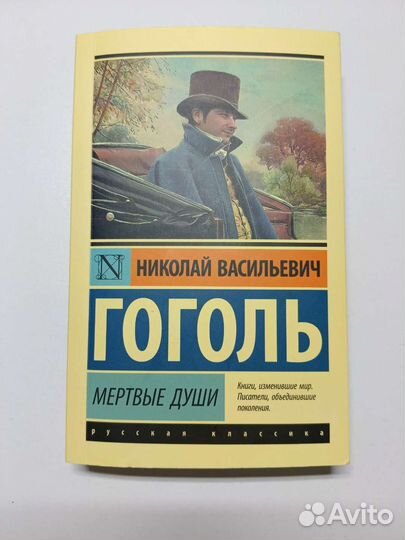 N
НИКОЛАЙ ВАСИЛЬЕВИЧ
ГОГОЛЬ
МЕРТВЫЕ ДУШИ
Книги, изменившие мир.
Писатели, объединившие
поколения.
русская классика
Avito